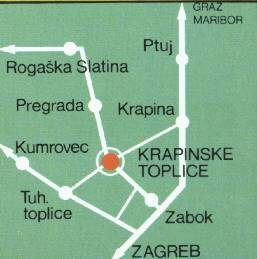 GRAZ
MARIBOR
Ptuj
Rogaška Slatina
Pregrada
Krapina
Kumrovec
KRAPINSKE
TOPLICE
Tuh.
toplice
Zabok
ZAGREB